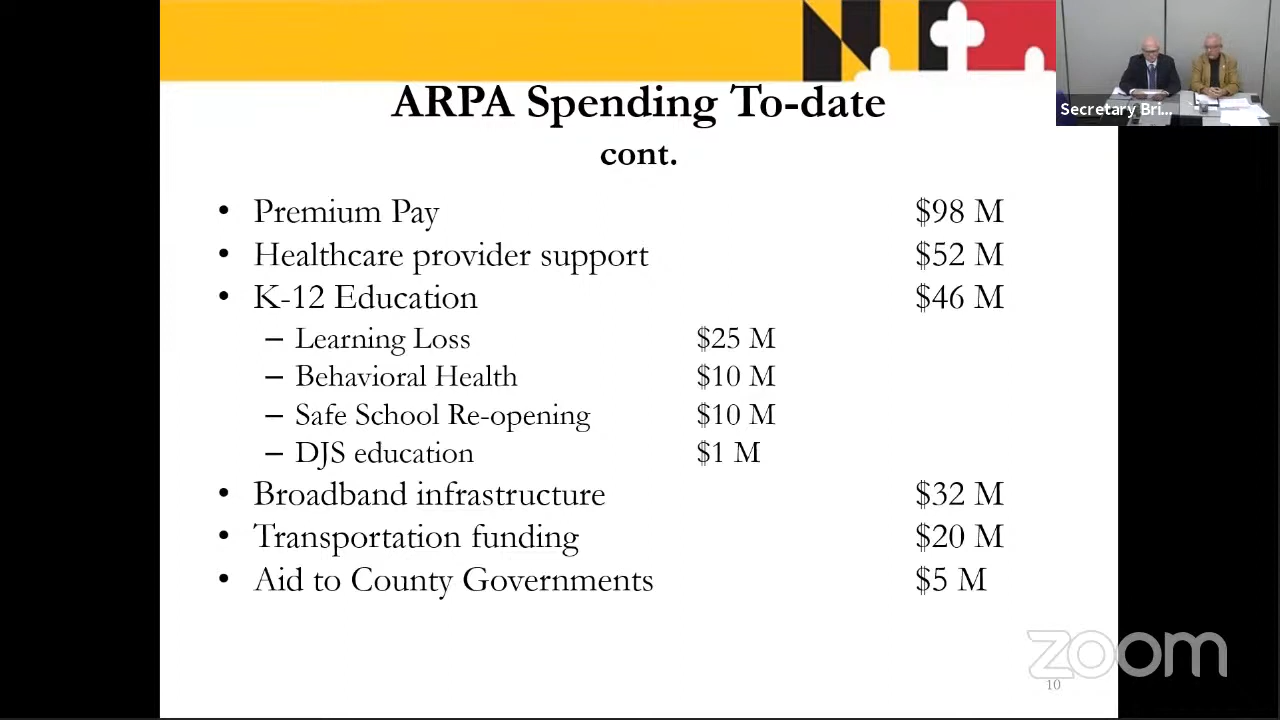 ARPA Spending To-date
cont.
Secretary Bri...
• Premium Pay $98 M
• Healthcare provider support $52 M
• K-12 Education $46 M
– Learning Loss $25 M
– Behavioral Health $10 M
– Safe School Re-opening $10 M
– DJS education $1 M
• Broadband infrastructure $32 M
• Transportation funding $20 M
• Aid to County Governments $5 M
zoom
10